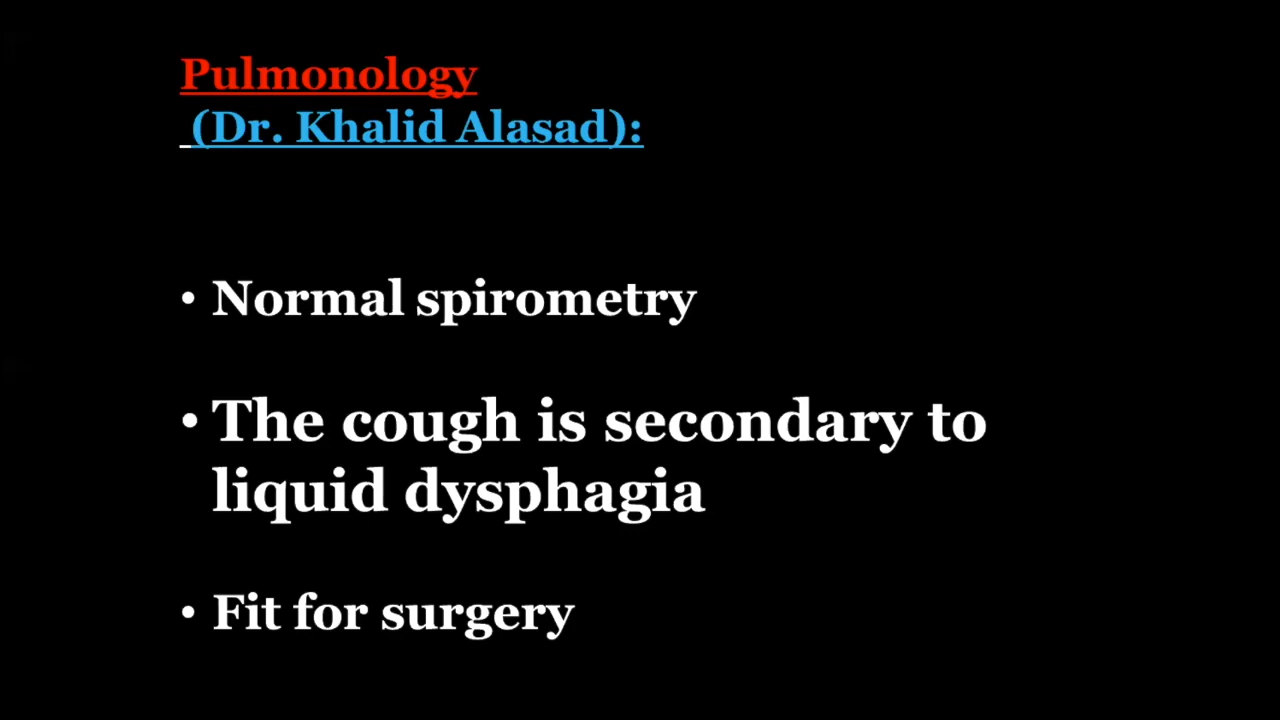 Pulmonology
(Dr. Khalid Alasad):
• Normal spirometry
• The cough is secondary to
liquid dysphagia
• Fit for surgery